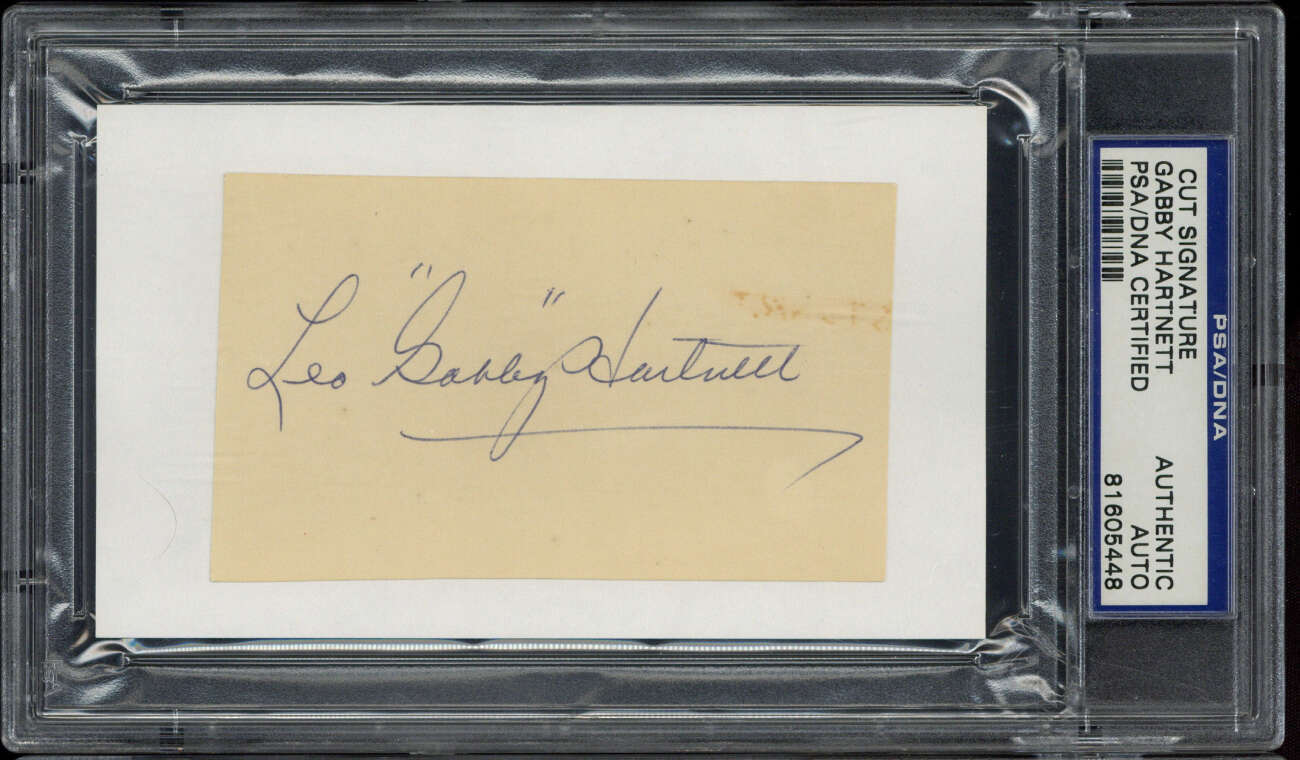 Leo "Gabby" Hartnett
PSA/DNA
CUT SIGNATURE
GABBY HARTNETT
PSA/DNA CERTIFIED
AUTHENTIC
AUTO
81605448